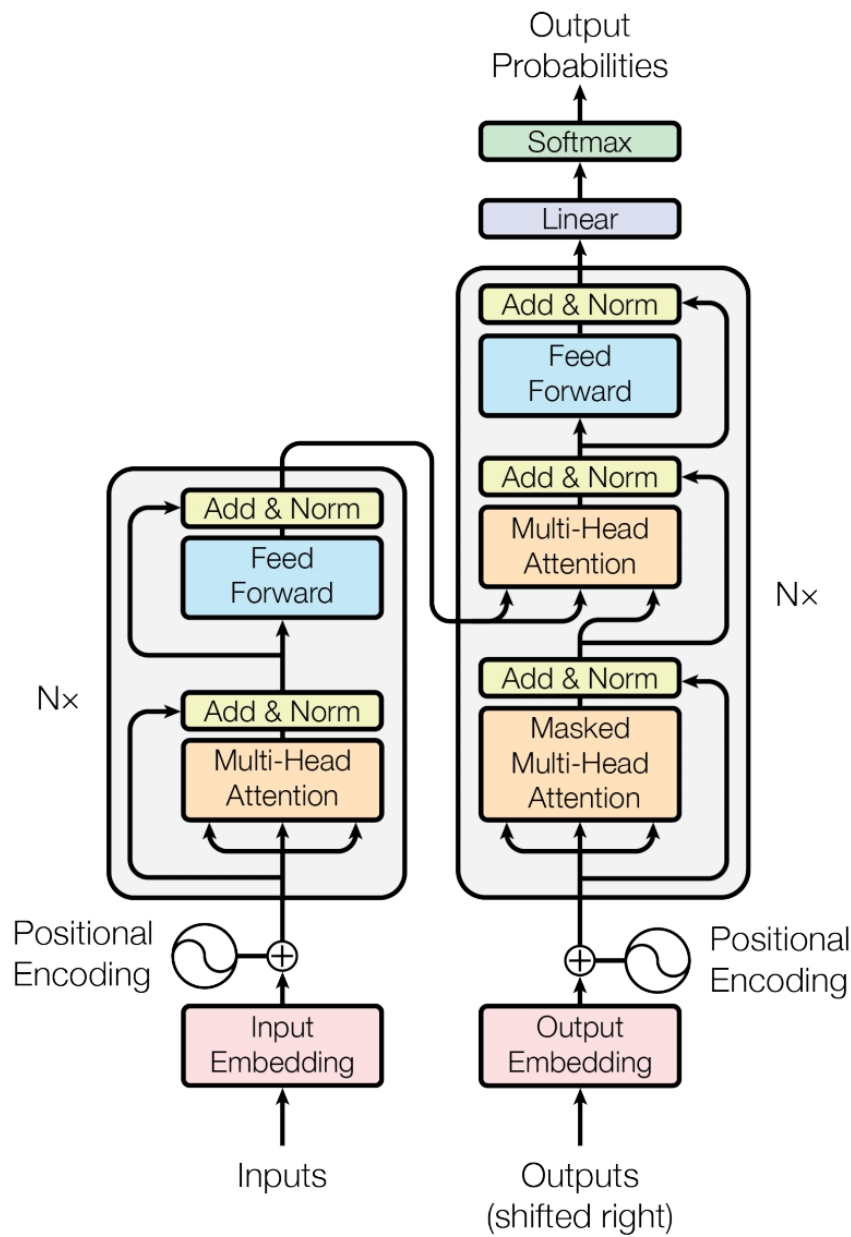 Output
Probabilities
Softmax
Linear
Add & Norm
Feed
Forward
Add & Norm
Multi-Head
Attention
Add & Norm
Masked
Multi-Head
Attention
N×
Add & Norm
Feed
Forward
Add & Norm
Multi-Head
Attention
N×
Positional
Encoding
Positional
Encoding
Input
Embedding
Output
Embedding
Inputs
Outputs
(shifted right)